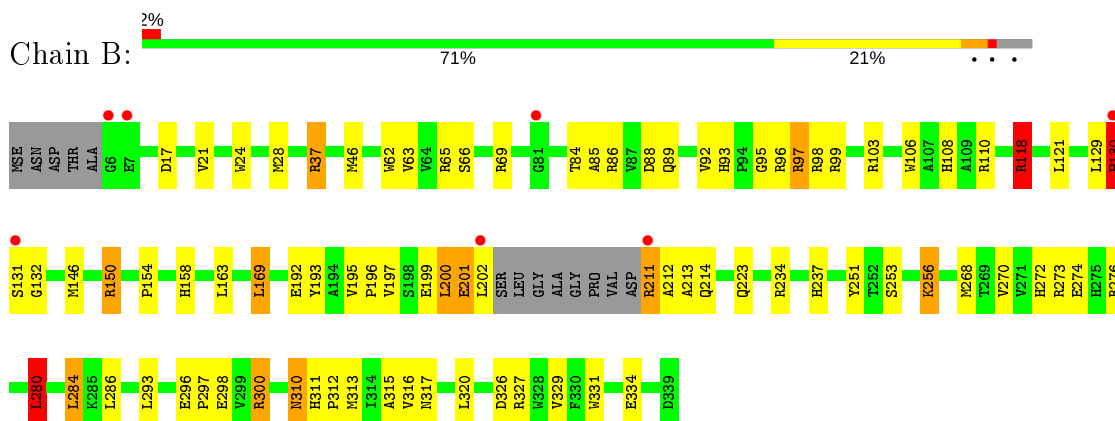 2%
Chain B:
71% 21% • • •
MSE ASN ASP THR ALA G6 E7 D17 V21 W24 M28 R37 M46 W62 V63 V64 R65 S66 R69 G81 T84 A85 R86 V87 D88 Q89 V92 H93 P94 G95 R96 R97 R98 R99 R103 W106 A107 H108 A109 R110 R118 L121 L129
S131 G132 M146 R150 P154 H158 L163 L169 E192 Y193 A194 V195 P196 V197 S198 E199 L200 E201 L202 SER LEU GLY ALA GLY GLY PRO VAL ASP R211 A212 A213 Q214 Q223 R234 H237 Y251 T252 S253 K256 M268 T269 V270 V271 H272 R273 E274 H275
L280 L284 K285 L286 L293 E296 P297 E298 V299 R300 N310 H311 P312 M313 I314 A315 V316 N317 L320 D326 R327 W328 V329 F330 W331 E334 D339